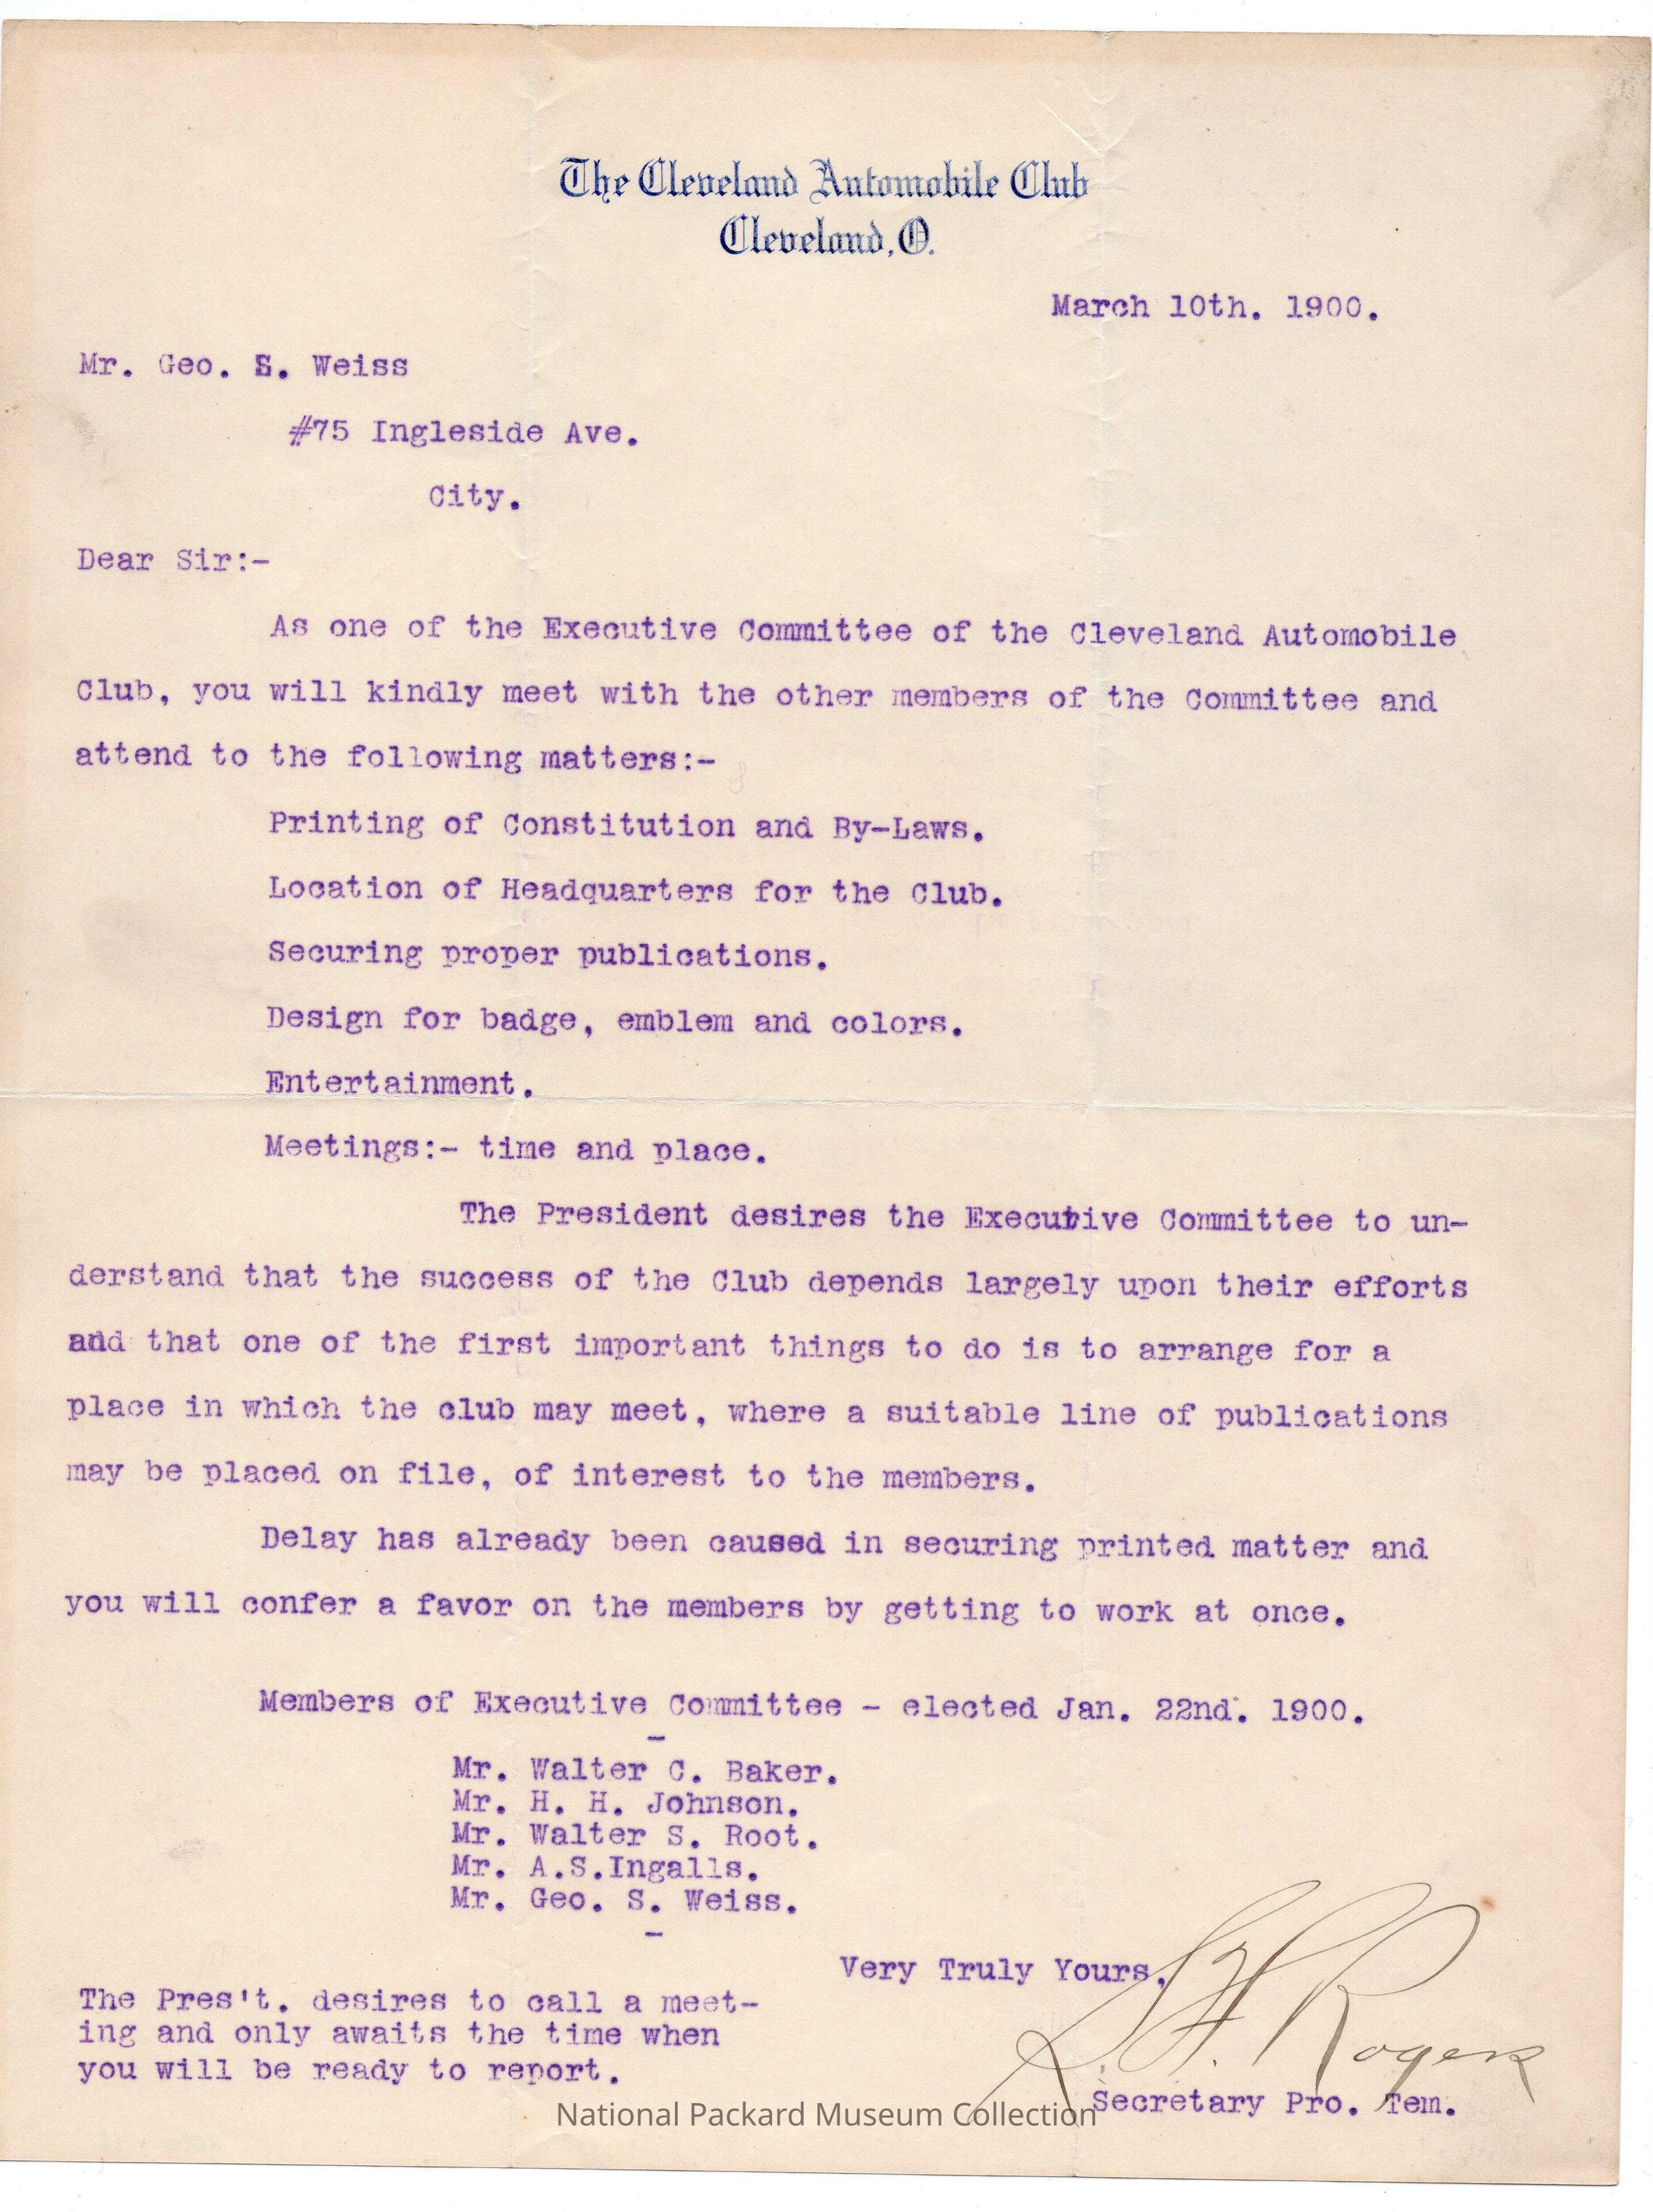 The Cleveland Automobile Club
Cleveland, O.
March 10th. 1900.
Mr. Geo. S. Weiss
#75 Ingleside Ave.
City.
Dear Sir:-
As one of the Executive Committee of the Cleveland Automobile
Club, you will kindly meet with the other members of the Committee and
attend to the following matters:-
Printing of Constitution and By-Laws.
Location of Headquarters for the Club.
Securing proper publications.
Design for badge, emblem and colors.
Entertainment.
Meetings:- time and place.
The President desires the Executive Committee to un-
derstand that the success of the Club depends largely upon their efforts
and that one of the first important things to do is to arrange for a
place in which the club may meet, where a suitable line of publications
may be placed on file, of interest to the members.
Delay has already been caused in securing printed matter and
you will confer a favor on the members by getting to work at once.
Members of Executive Committee - elected Jan. 22nd. 1900.
-
Mr. Walter C. Baker.
Mr. H. H. Johnson.
Mr. Walter S. Root.
Mr. A.S.Ingalls.
Mr. Geo. S. Weiss.
-
Very Truly Yours,
The Pres't. desires to call a meet-
ing and only awaits the time when
you will be ready to report.
Rogers
Secretary Pro. Tem.
National Packard Museum Collection